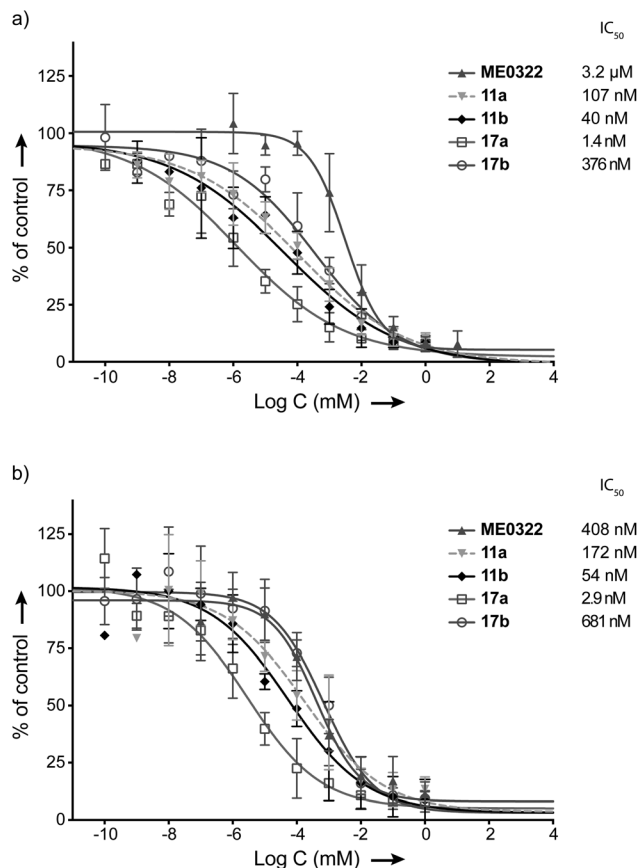 a)
IC50
ME0322 3.2 µM
11a 107 nM
11b 40 nM
17a 1.4 nM
17b 376 nM
% of control
125
100
75
50
25
0
-10 -8 -6 -4 -2 0 2 4
Log C (mM)
b)
IC50
ME0322 408 nM
11a 172 nM
11b 54 nM
17a 2.9 nM
17b 681 nM
% of control
125
100
75
50
25
0
-10 -8 -6 -4 -2 0 2 4
Log C (mM)